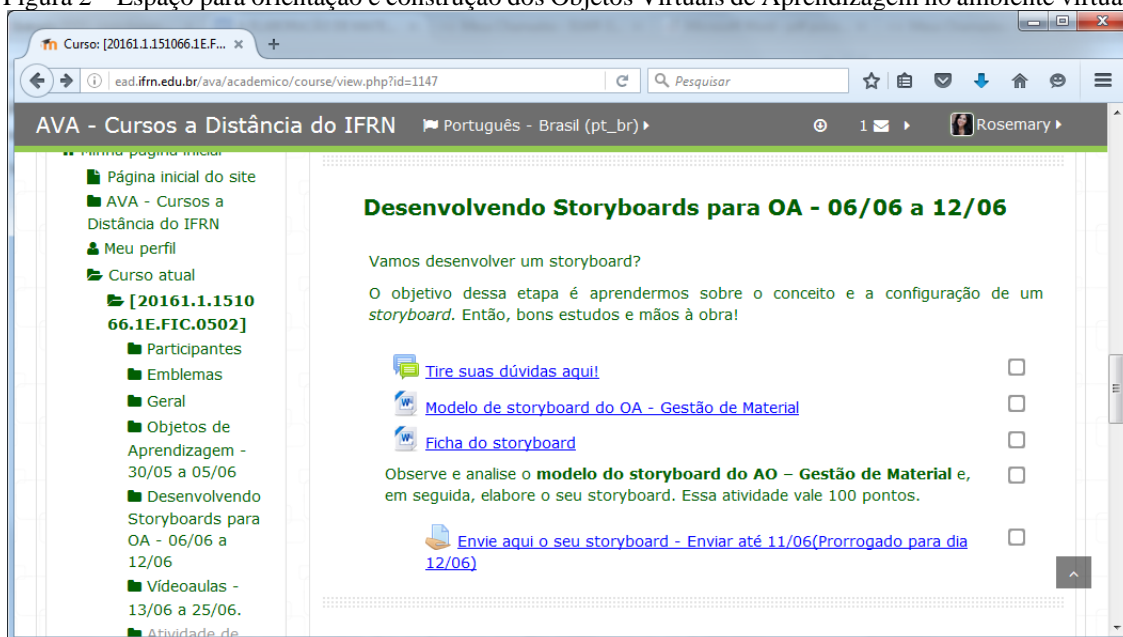 Figura 2 – Espaço para orientação e construção dos Objetos Virtuais de Aprendizagem no ambiente virtual
Curso: [20161.1.151066.1E.F...
ead.ifrn.edu.br/ava/academico/course/view.php?id=1147
Pesquisar
AVA - Cursos a Distância do IFRN
Português - Brasil (pt_br)
1
Rosemary
Minha página inicial
Página inicial do site
AVA - Cursos a
Distância do IFRN
Meu perfil
Curso atual
[20161.1.1510
66.1E.FIC.0502]
Participantes
Emblemas
Geral
Objetos de
Aprendizagem -
30/05 a 05/06
Desenvolvendo
Storyboards para
OA - 06/06 a
12/06
Vídeoaulas -
13/06 a 25/06.
Atividade de
Desenvolvendo Storyboards para OA - 06/06 a 12/06
Vamos desenvolver um storyboard?
O objetivo dessa etapa é aprendermos sobre o conceito e a configuração de um
storyboard. Então, bons estudos e mãos à obra!
Tire suas dúvidas aqui!
Modelo de storyboard do OA - Gestão de Material
Ficha do storyboard
Observe e analise o modelo do storyboard do AO – Gestão de Material e,
em seguida, elabore o seu storyboard. Essa atividade vale 100 pontos.
Envie aqui o seu storyboard - Enviar até 11/06(Prorrogado para dia
12/06)